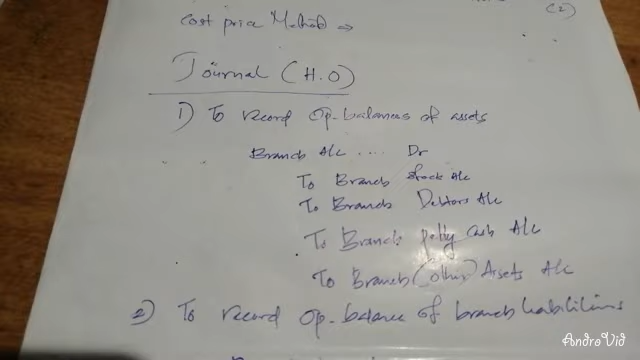 (2)
Cost price Method ⇒
Journal (H.O)
1) To record Op-balances of assets
Branch A/c .... Dr
To Branch Stock A/c
To Branch Debtors A/c
To Branch petty cash A/c
To Branch (other) Assets A/c
2) To record Op-balance of branch liabilities
AndroVid